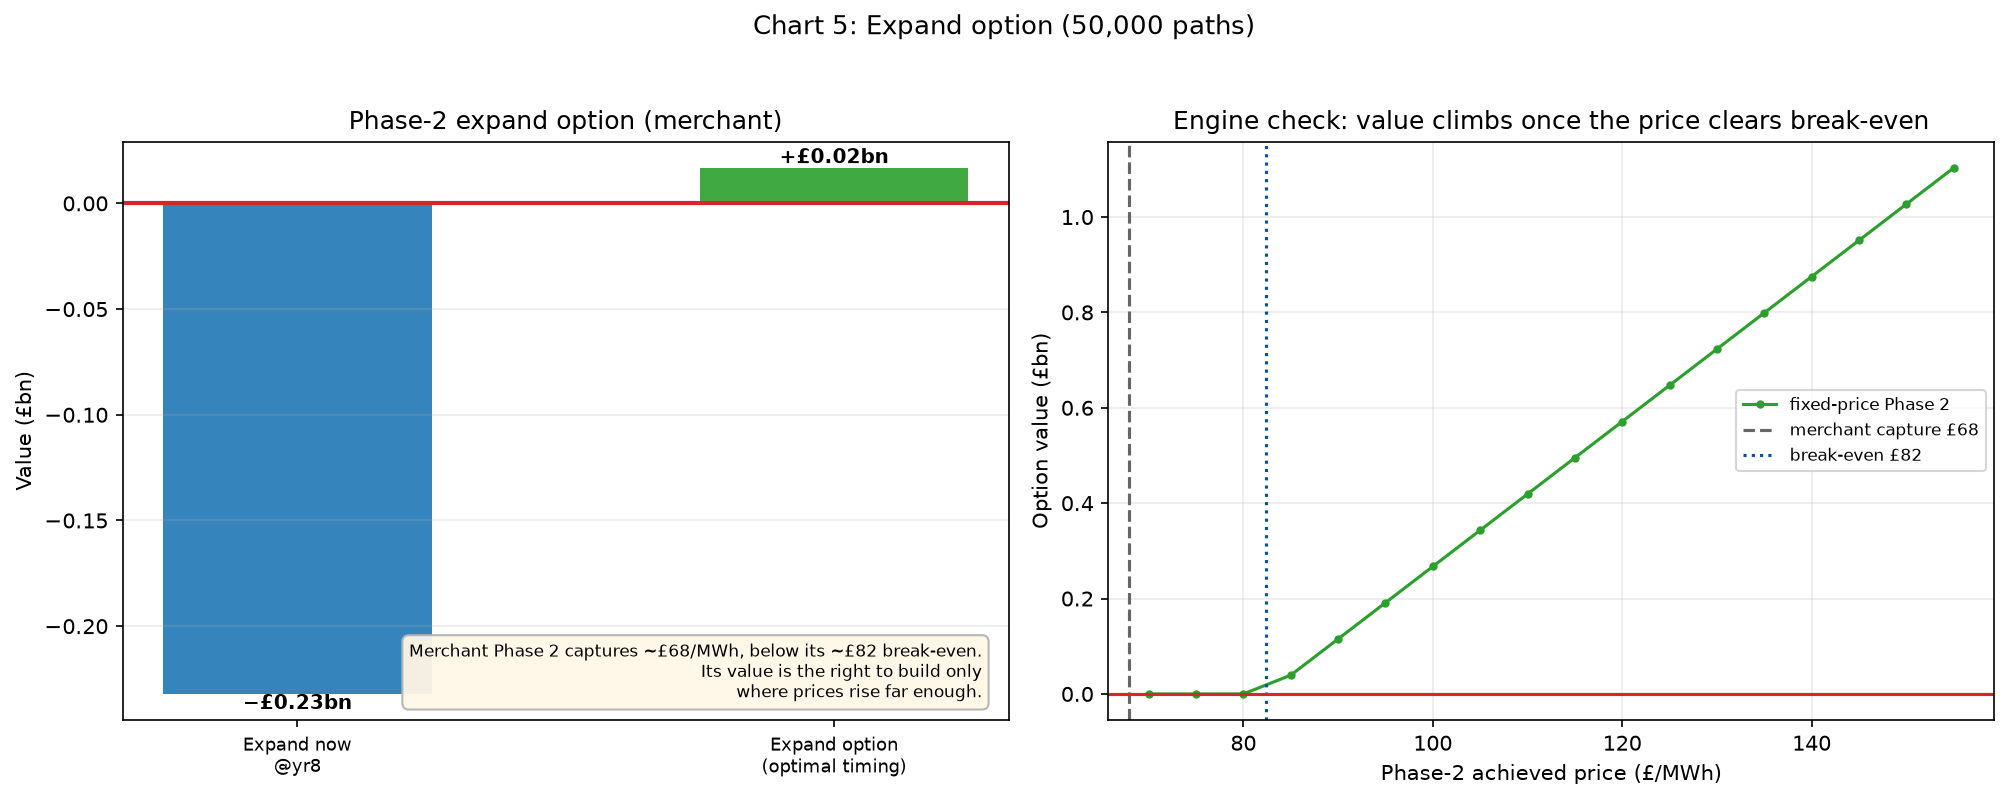 Chart 5: Expand option (50,000 paths)
Phase-2 expand option (merchant)
Value (£bn)
0.00
−0.05
−0.10
−0.15
−0.20
+£0.02bn
−£0.23bn
Merchant Phase 2 captures ~£68/MWh, below its ~£82 break-even.
Its value is the right to build only
where prices rise far enough.
Expand now
@yr8
Expand option
(optimal timing)
Engine check: value climbs once the price clears break-even
Option value (£bn)
1.0
0.8
0.6
0.4
0.2
0.0
fixed-price Phase 2
merchant capture £68
break-even £82
80
100
120
140
Phase-2 achieved price (£/MWh)